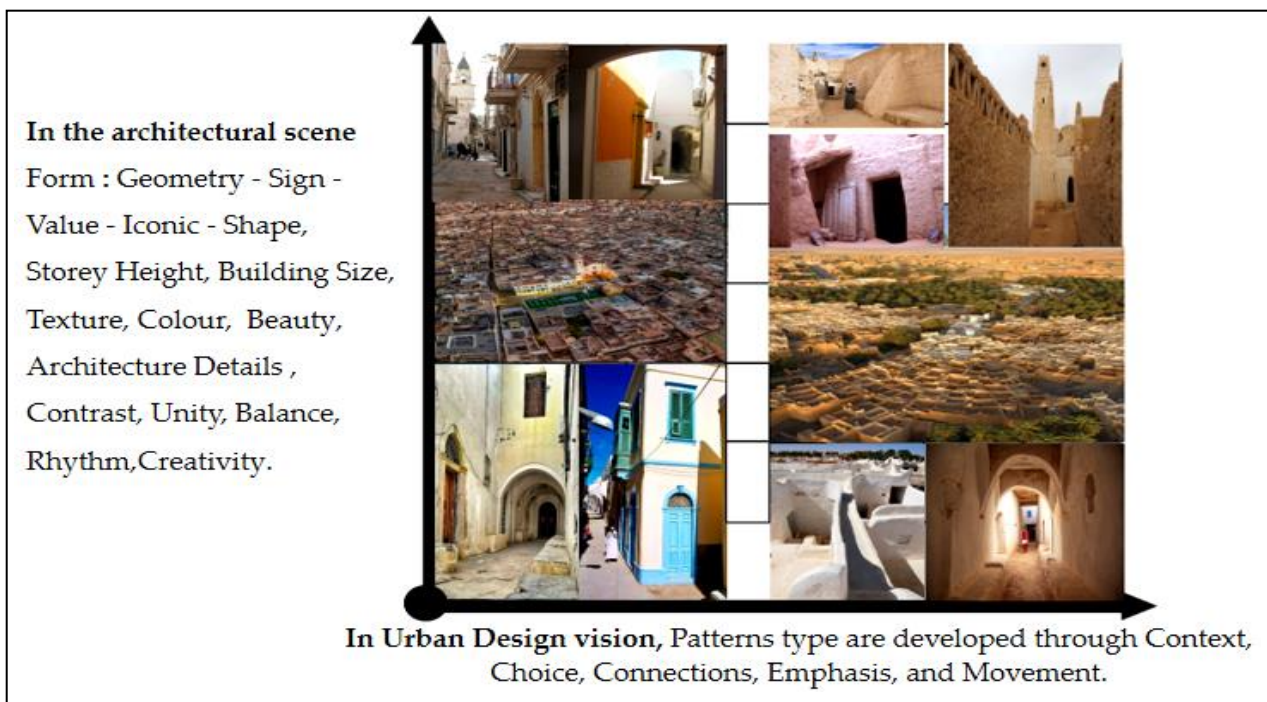 In the architectural scene
Form : Geometry - Sign -
Value - Iconic - Shape,
Storey Height, Building Size,
Texture, Colour,  Beauty,
Architecture Details ,
Contrast, Unity, Balance,
Rhythm,Creativity.
In Urban Design vision, Patterns type are developed through Context,
Choice, Connections, Emphasis, and Movement.